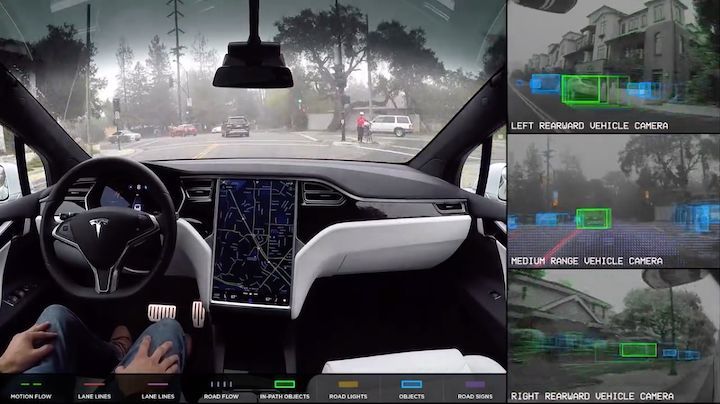 LEFT REARWARD VEHICLE CAMERA
MEDIUM RANGE VEHICLE CAMERA
RIGHT REARWARD VEHICLE CAMERA
MOTION FLOW LANE LINES LANE LINES ROAD FLOW IN-PATH OBJECTS ROAD LIGHTS OBJECTS ROAD SIGNS